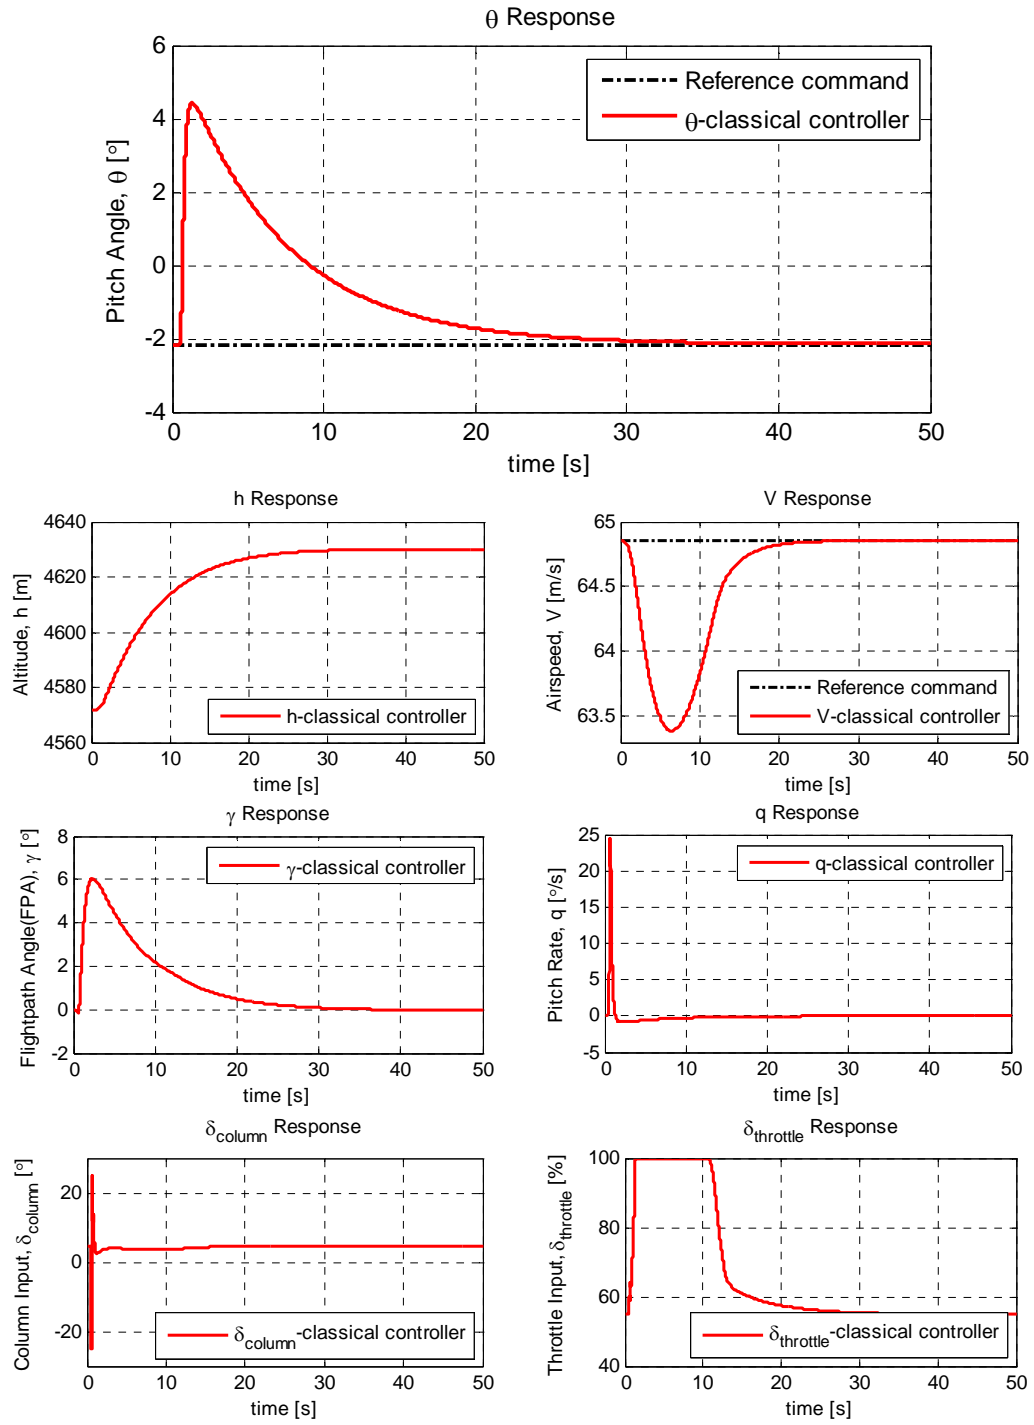 θ Response
6
4
2
0
-2
-4
Pitch Angle, θ [°]
Reference command
θ-classical controller
0 10 20 30 40 50
time [s]
h Response
4640
4620
4600
4580
4560
Altitude, h [m]
h-classical controller
0 10 20 30 40 50
time [s]
V Response
65
64.5
64
63.5
Airspeed, V [m/s]
Reference command
V-classical controller
0 10 20 30 40 50
time [s]
γ Response
8
6
4
2
0
-2
Flightpath Angle(FPA), γ [°]
γ-classical controller
0 10 20 30 40 50
time [s]
q Response
25
20
15
10
5
0
-5
Pitch Rate, q [°/s]
q-classical controller
0 10 20 30 40 50
time [s]
δcolumn Response
20
0
-20
Column Input, δcolumn [°]
δcolumn-classical controller
0 10 20 30 40 50
time [s]
δthrottle Response
100
80
60
40
Throttle Input, δthrottle [%]
δthrottle-classical controller
0 10 20 30 40 50
time [s]